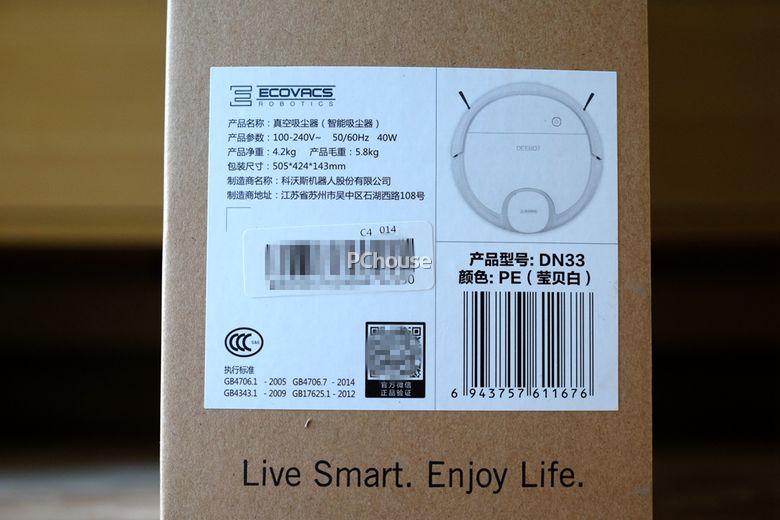 ECOVACS
ROBOTICS
产品名称：真空吸尘器（智能吸尘器）
产品参数：100-240V~ 50/60Hz 40W
产品净重：4.2kg 产品毛重：5.8kg
包装尺寸：505*424*143mm
制造商名称：科沃斯机器人股份有限公司
制造商地址：江苏省苏州市吴中区石湖西路108号
C4 014
PChouse
CCC S&E
执行标准
GB4706.1 - 2005 GB4706.7 - 2014
GB4343.1 - 2009 GB17625.1 - 2012
官方微信
正品验证
DEEBOT
产品型号: DN33
颜色: PE（莹贝白）
6 943757 611676
Live Smart. Enjoy Life.